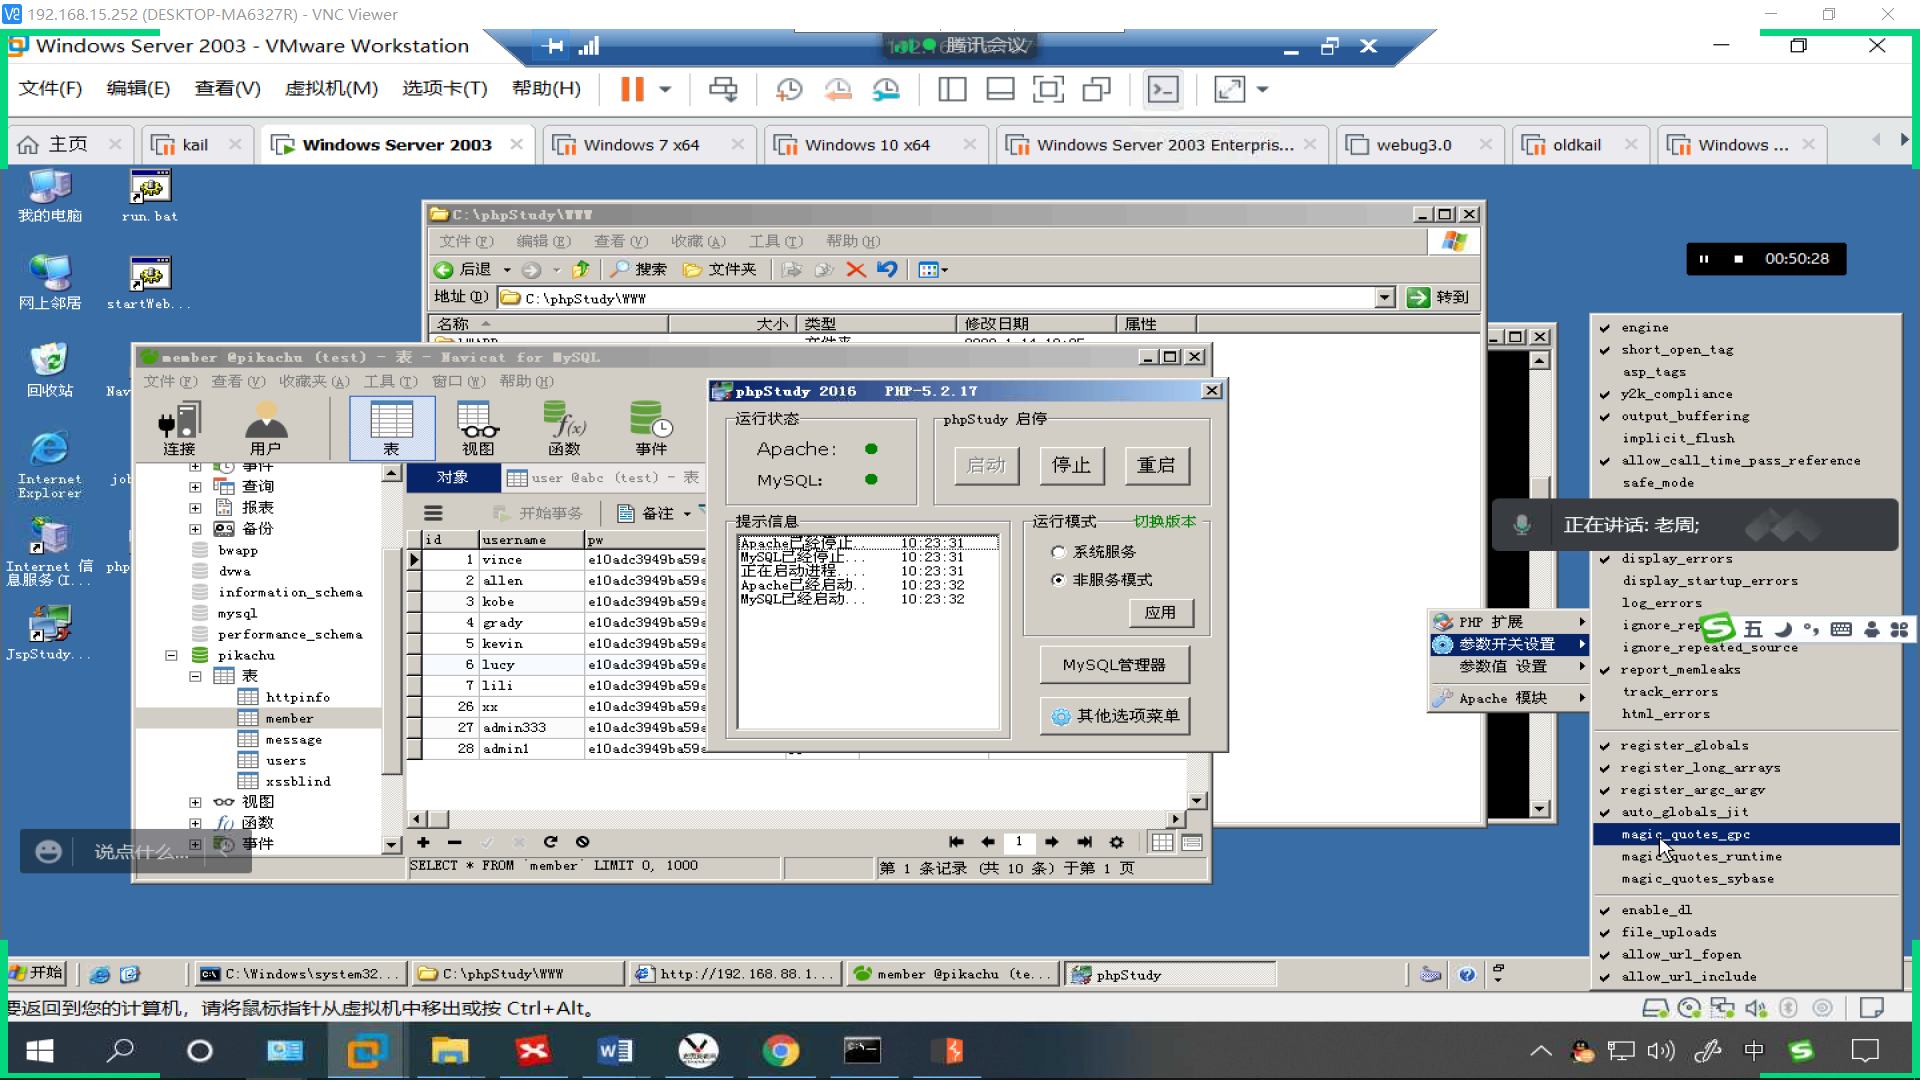 192.168.15.252 (DESKTOP-MA6327R) - VNC Viewer
Windows Server 2003 - VMware Workstation
腾讯会议
文件(F) 编辑(E) 查看(V) 虚拟机(M) 选项卡(T) 帮助(H)
主页 kail Windows Server 2003 Windows 7 x64 Windows 10 x64 Windows Server 2003 Enterpris... webug3.0 oldkail Windows ...
我的电脑 run.bat
网上邻居 startWeb...
回收站 Nav
Internet Explorer job
Internet 信息服务(I... php
JspStudy...
C:\phpStudy\WWW
文件(F) 编辑(E) 查看(V) 收藏(A) 工具(T) 帮助(H)
后退 搜索 文件夹
地址(D) C:\phpStudy\WWW 转到
名称 大小 类型 修改日期 属性
00:50:28
member @pikachu (test) - 表 - Navicat for MySQL
文件(F) 查看(V) 收藏夹(A) 工具(T) 窗口(W) 帮助(H)
连接 用户 表 视图 函数 事件
事件
查询
报表
备份
bwapp
dvwa
information_schema
mysql
performance_schema
pikachu
表
httpinfo
member
message
users
xssblind
视图
函数
事件
对象 user @abc (test) - 表
开始事务 备注
id username pw
1 vince e10adc3949ba59a
2 allen e10adc3949ba59a
3 kobe e10adc3949ba59a
4 grady e10adc3949ba59a
5 kevin e10adc3949ba59a
6 lucy e10adc3949ba59a
7 lili e10adc3949ba59a
26 xx e10adc3949ba59a
27 admin333 e10adc3949ba59a
28 admin1 e10adc3949ba59a
1
SELECT * FROM `member` LIMIT 0, 1000
第 1 条记录 (共 10 条) 于第 1 页
说点什么...
phpStudy 2016 PHP-5.2.17
运行状态
Apache:
MySQL:
phpStudy 启停
启动 停止 重启
提示信息
Apache已经停止... 10:23:31
MySQL已经停止... 10:23:31
正在启动进程... 10:23:31
Apache已经启动... 10:23:32
MySQL已经启动... 10:23:32
运行模式 切换版本
系统服务
非服务模式
应用
MySQL管理器
其他选项菜单
PHP 扩展
参数开关设置
参数值 设置
Apache 模块
engine
short_open_tag
asp_tags
y2k_compliance
output_buffering
implicit_flush
allow_call_time_pass_reference
safe_mode
正在讲话: 老周;
display_errors
display_startup_errors
log_errors
ignore_rep
五
ignore_repeated_source
report_memleaks
track_errors
html_errors
register_globals
register_long_arrays
register_argc_argv
auto_globals_jit
magic_quotes_gpc
magic_quotes_runtime
magic_quotes_sybase
enable_dl
file_uploads
allow_url_fopen
allow_url_include
开始 C:\Windows\system32... C:\phpStudy\WWW http://192.168.88.1... member @pikachu (te... phpStudy
要返回到您的计算机，请将鼠标指针从虚拟机中移出或按 Ctrl+Alt。
中